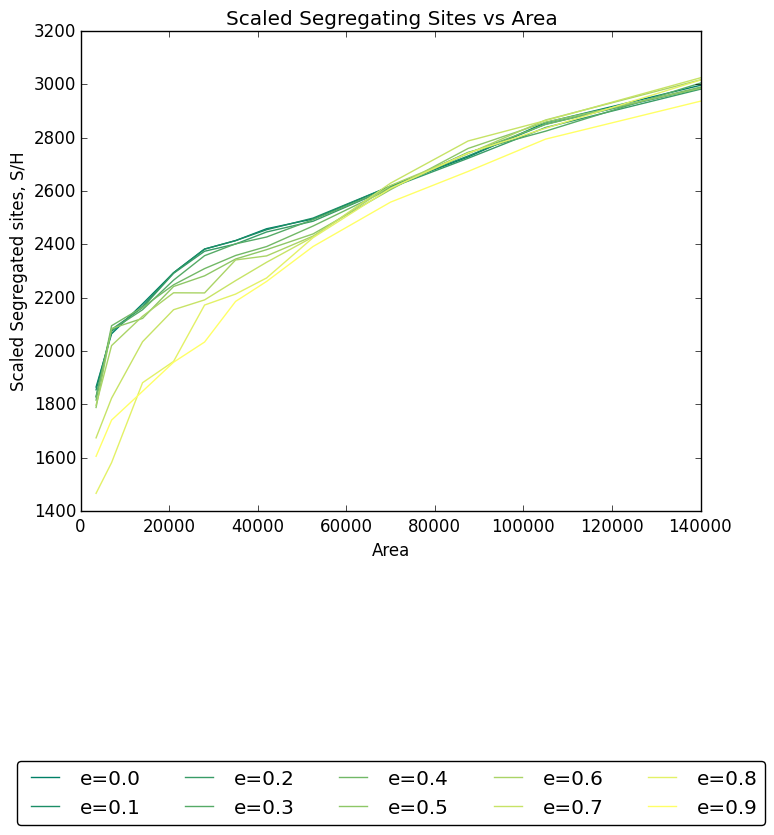 Scaled Segregating Sites vs Area
3200
3000
2800
2600
2400
2200
2000
1800
1600
1400
Scaled Segregated sites, S/H
0 20000 40000 60000 80000 100000 120000 140000
Area
e=0.0 e=0.2 e=0.4 e=0.6 e=0.8
e=0.1 e=0.3 e=0.5 e=0.7 e=0.9